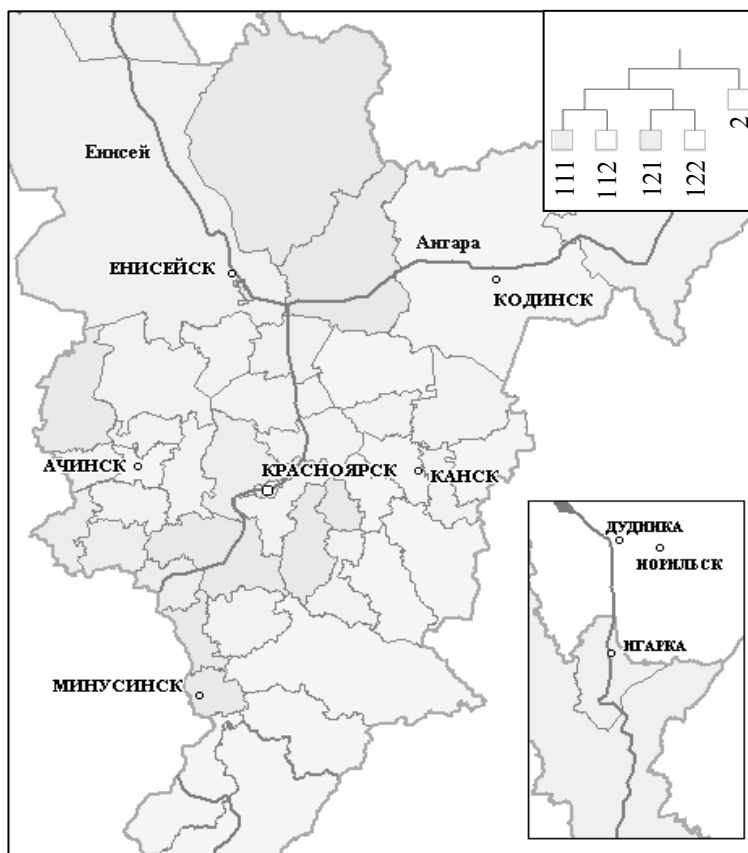 2
111
112
121
122
Енисей
Ангара
ЕНИСЕЙСК
КОДИНСК
АЧИНСК
КРАСНОЯРСК
КАНСК
ДУДИНКА
НОРИЛЬСК
ИГАРКА
МИНУСИНСК